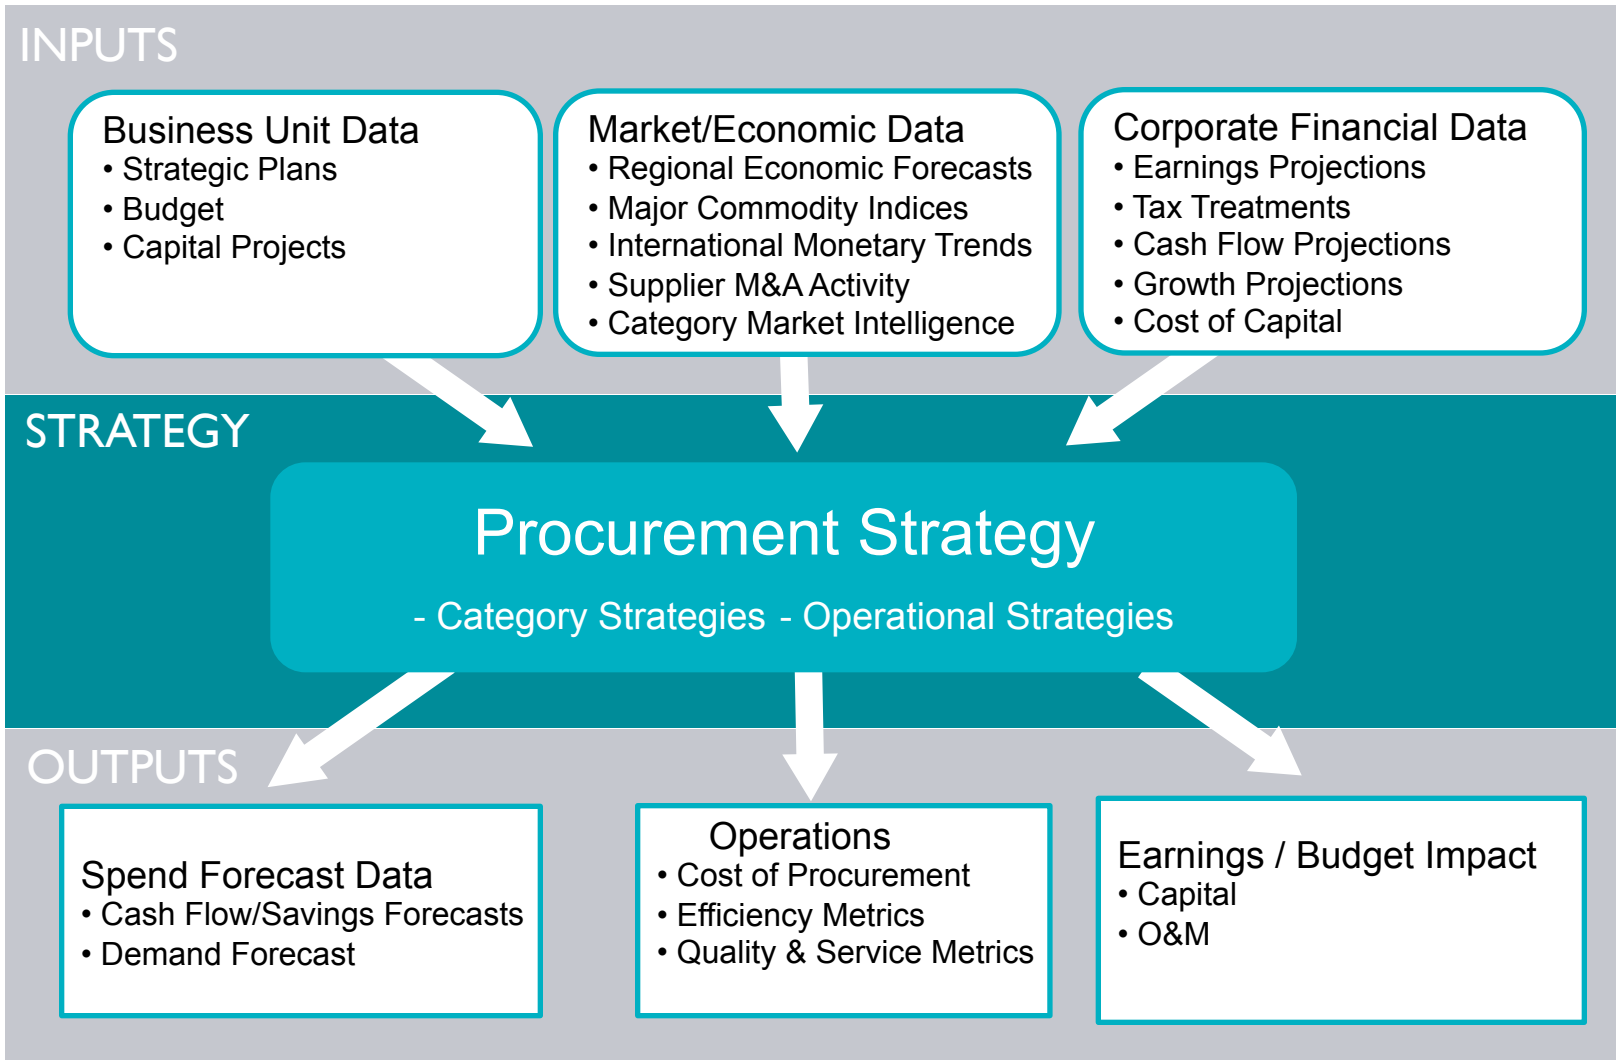 INPUTS
Business Unit Data
• Strategic Plans
• Budget
• Capital Projects
Market/Economic Data
• Regional Economic Forecasts
• Major Commodity Indices
• International Monetary Trends
• Supplier M&A Activity
• Category Market Intelligence
Corporate Financial Data
• Earnings Projections
• Tax Treatments
• Cash Flow Projections
• Growth Projections
• Cost of Capital
STRATEGY
Procurement Strategy
- Category Strategies - Operational Strategies
OUTPUTS
Spend Forecast Data
• Cash Flow/Savings Forecasts
• Demand Forecast
Operations
• Cost of Procurement
• Efficiency Metrics
• Quality & Service Metrics
Earnings / Budget Impact
• Capital
• O&M